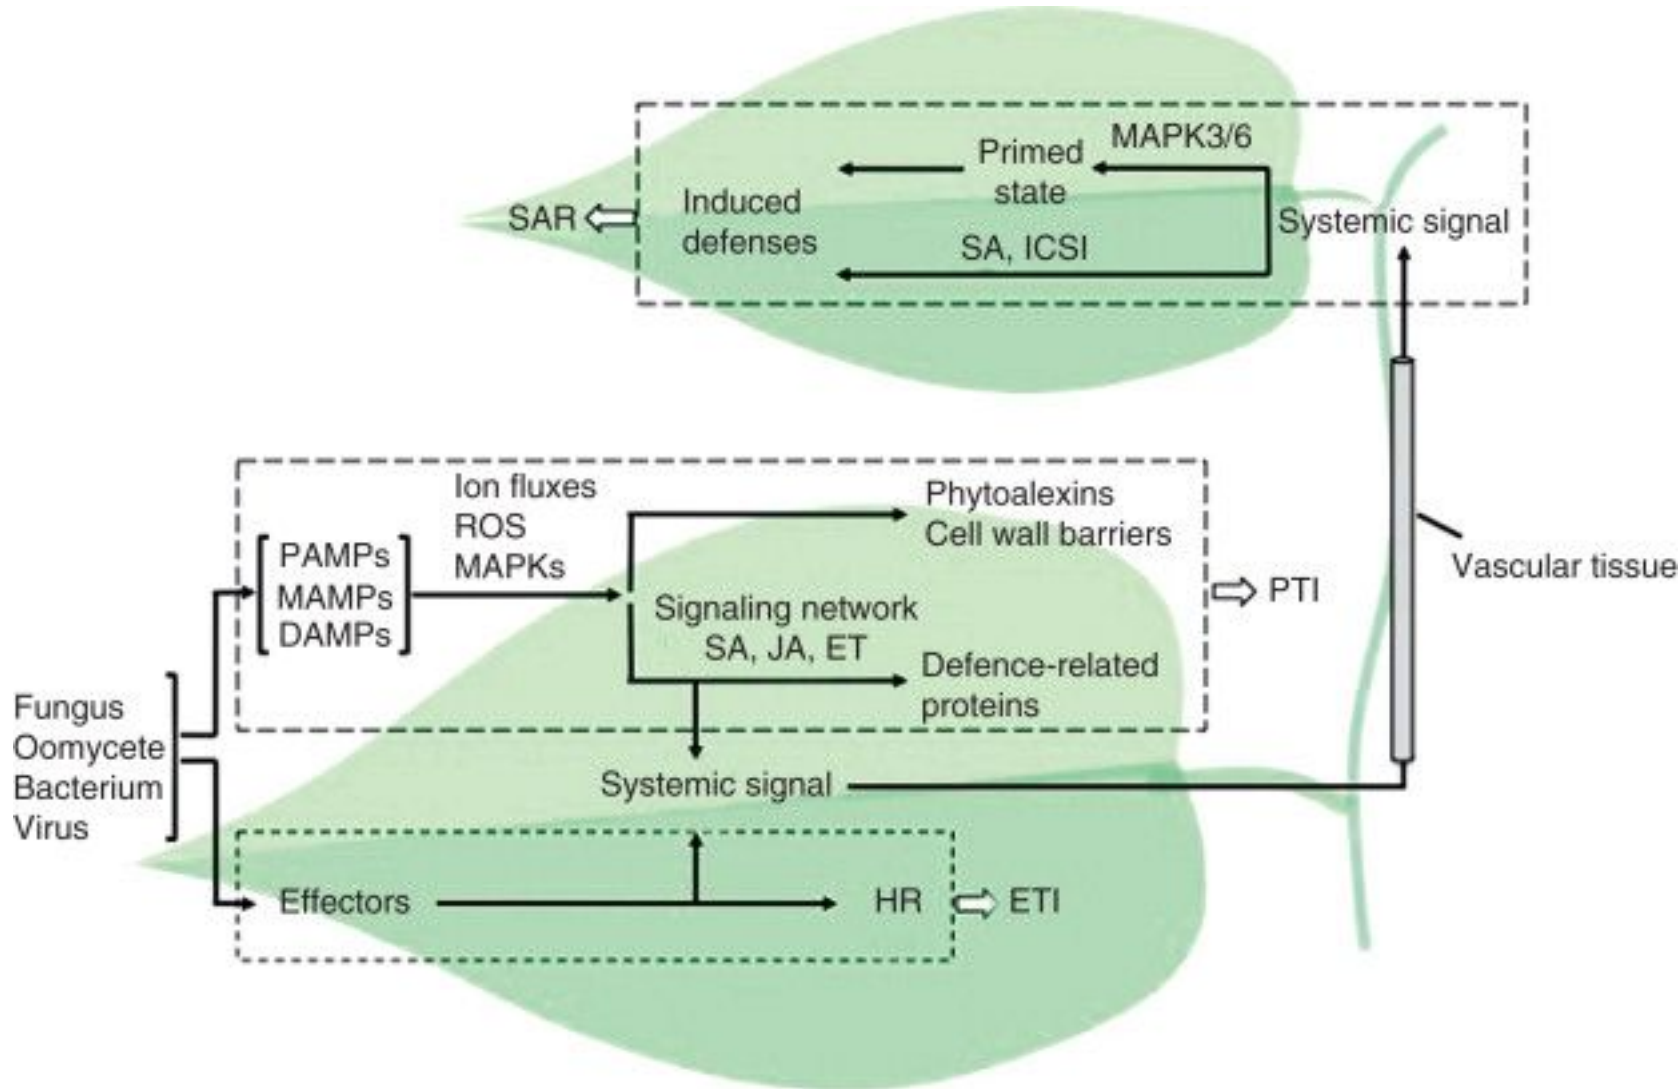 MAPK3/6
Primed
state
Induced
defenses
SAR
SA, ICSI
Systemic signal
Ion fluxes
ROS
MAPKs
Phytoalexins
Cell wall barriers
PAMPs
MAMPs
DAMPs
Signaling network
SA, JA, ET
PTI
Vascular tissue
Defence-related
proteins
Fungus
Oomycete
Bacterium
Virus
Systemic signal
Effectors
HR
ETI